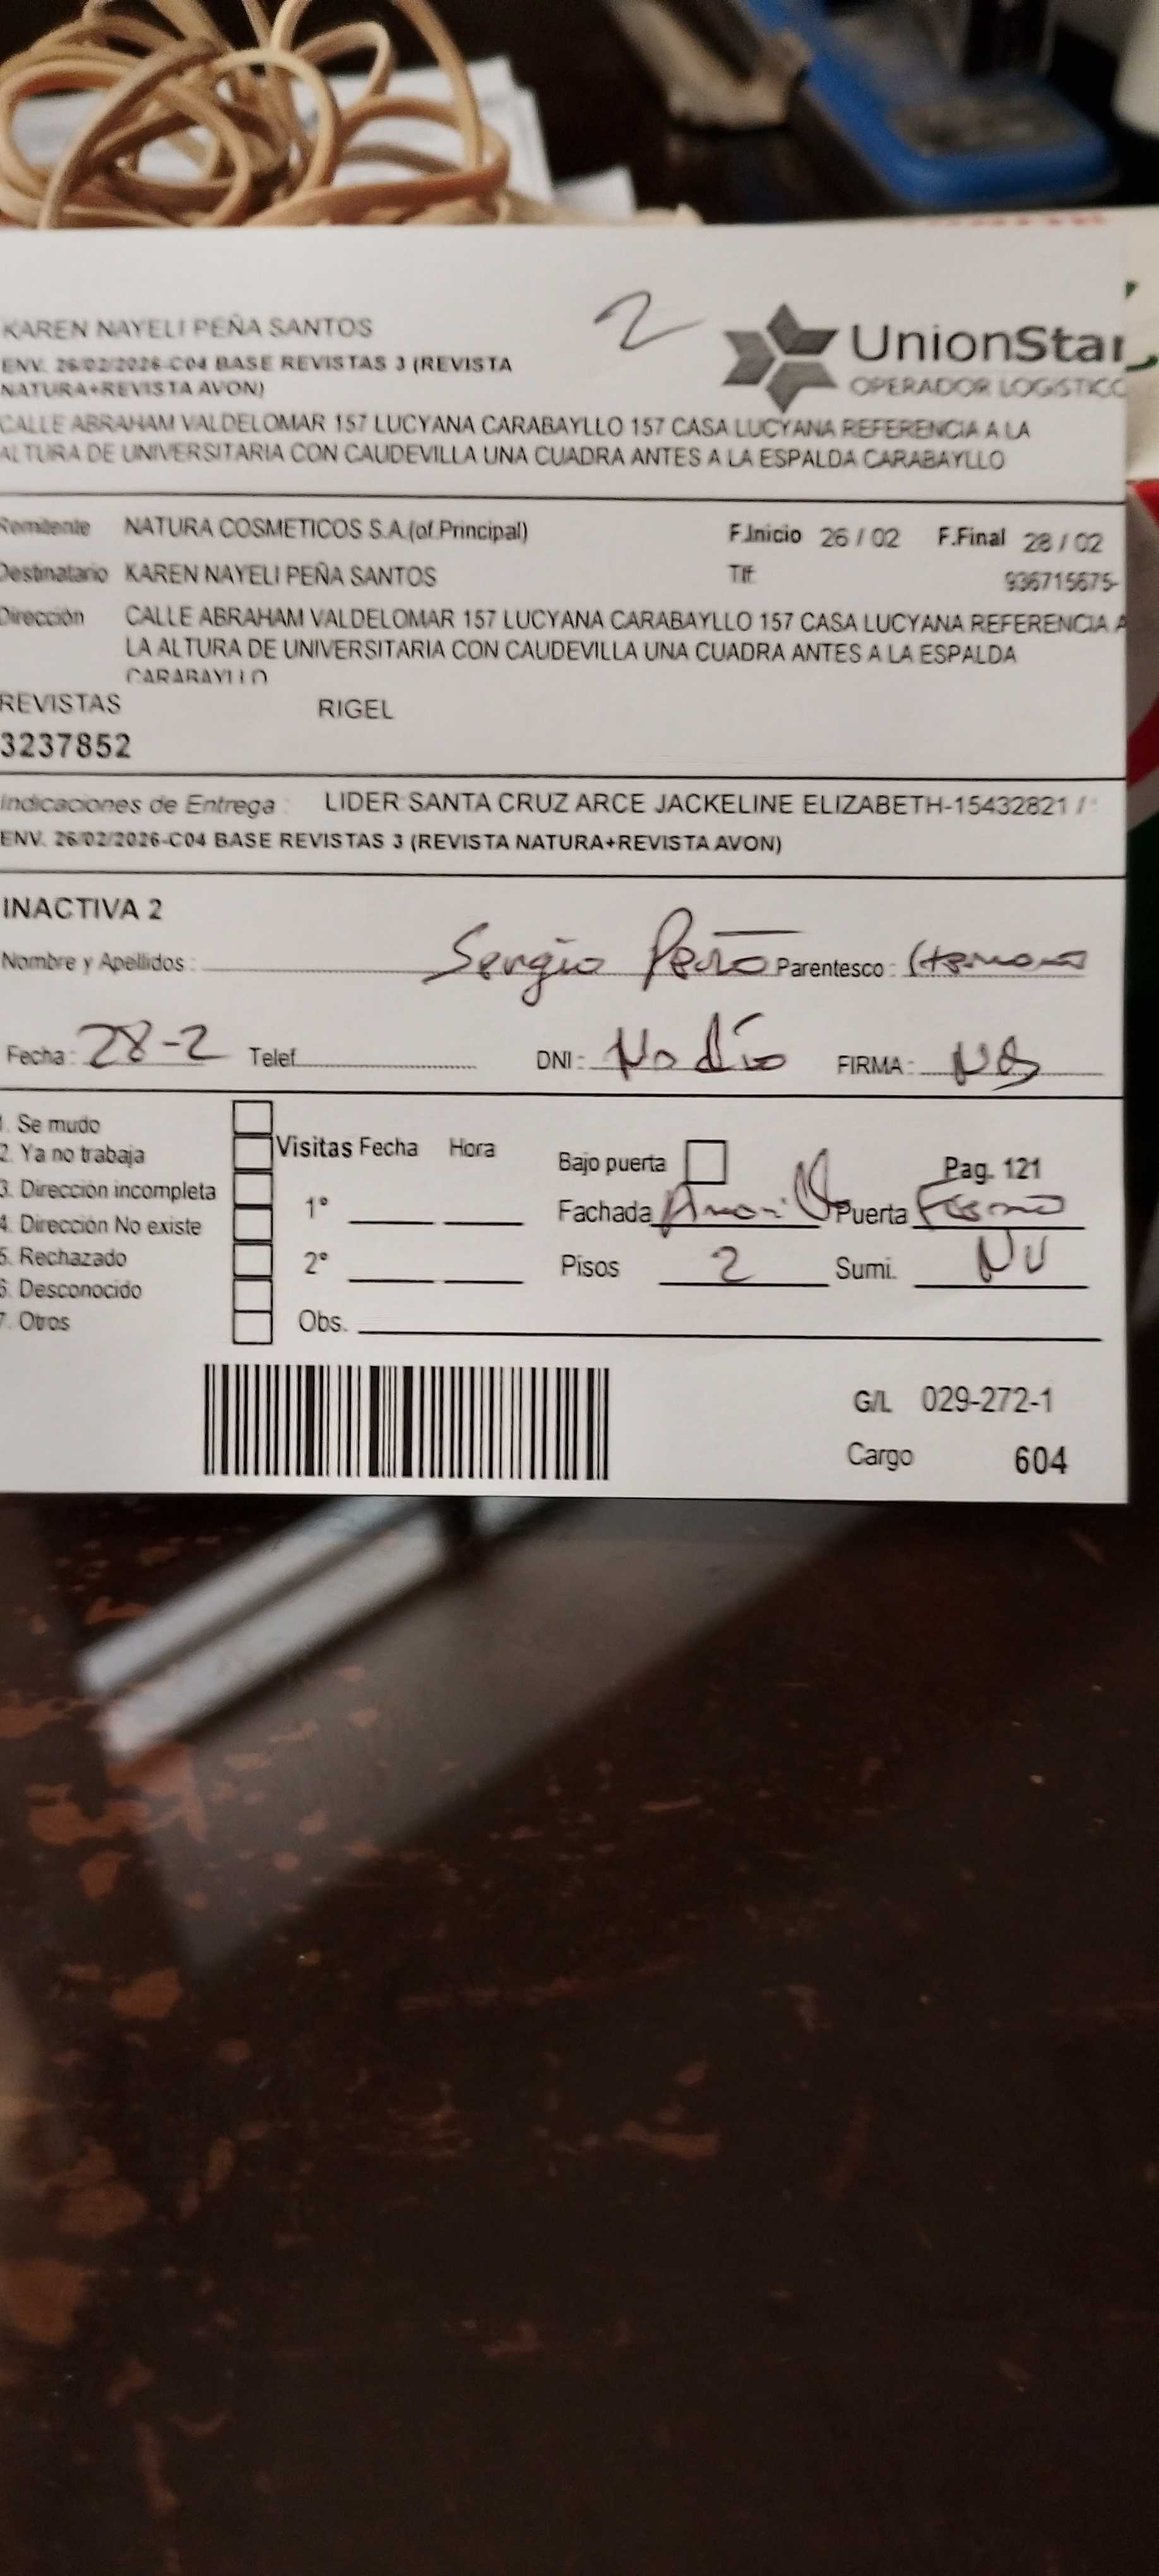 2
KAREN NAYELI PEÑA SANTOS
ENV. 26/02/2026-C04 BASE REVISTAS 3 (REVISTA
NATURA+REVISTA AVON)
UnionStar
OPERADOR LOGISTICO
CALLE ABRAHAM VALDELOMAR 157 LUCYANA CARABAYLLO 157 CASA LUCYANA REFERENCIA A LA
ALTURA DE UNIVERSITARIA CON CAUDEVILLA UNA CUADRA ANTES A LA ESPALDA CARABAYLLO
Remitente NATURA COSMETICOS S.A.(of.Principal) F.Inicio 26 / 02 F.Final 28 / 02
Destinatario KAREN NAYELI PEÑA SANTOS Tlf. 936715675-
Dirección CALLE ABRAHAM VALDELOMAR 157 LUCYANA CARABAYLLO 157 CASA LUCYANA REFERENCIA A
LA ALTURA DE UNIVERSITARIA CON CAUDEVILLA UNA CUADRA ANTES A LA ESPALDA
CARABAYLLO
REVISTAS RIGEL
3237852
Indicaciones de Entrega : LIDER SANTA CRUZ ARCE JACKELINE ELIZABETH-15432821 /
ENV. 26/02/2026-C04 BASE REVISTAS 3 (REVISTA NATURA+REVISTA AVON)
INACTIVA 2
Nombre y Apellidos : Sergio Peña Parentesco :
Fecha : 28-2 Telef. DNI : No dio FIRMA :
1. Se mudo
2. Ya no trabaja
3. Dirección incompleta
4. Dirección No existe
5. Rechazado
6. Desconocido
7. Otros
Visitas Fecha Hora
1°
2°
Obs.
Bajo puerta Pag. 121
Fachada Puerta
Pisos 2 Sumi.
G/L 029-272-1
Cargo 604